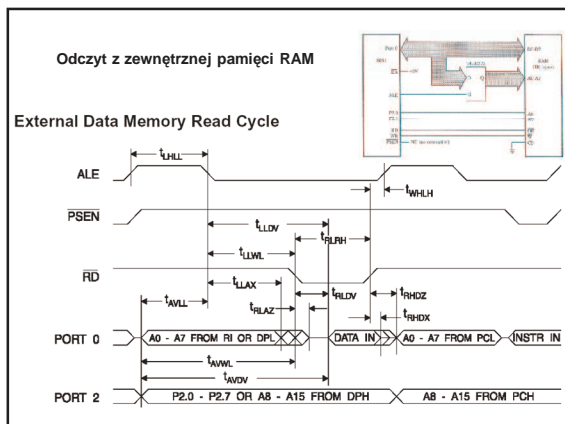 Odczyt z zewnętrznej pamięci RAM
External Data Memory Read Cycle
ALE
tLHLL
tWHLH
PSEN
tLLDV
tRLRH
tLLWL
RD
tLLAX
tRLDV
tRHDZ
tAVLL
tRLAZ
tRHDX
PORT 0
A0 - A7 FROM RI OR DPL
DATA IN
A0 - A7 FROM PCL
INSTR IN
tAVWL
tAVDV
PORT 2
P2.0 - P2.7 OR A8 - A15 FROM DPH
A8 - A15 FROM PCH